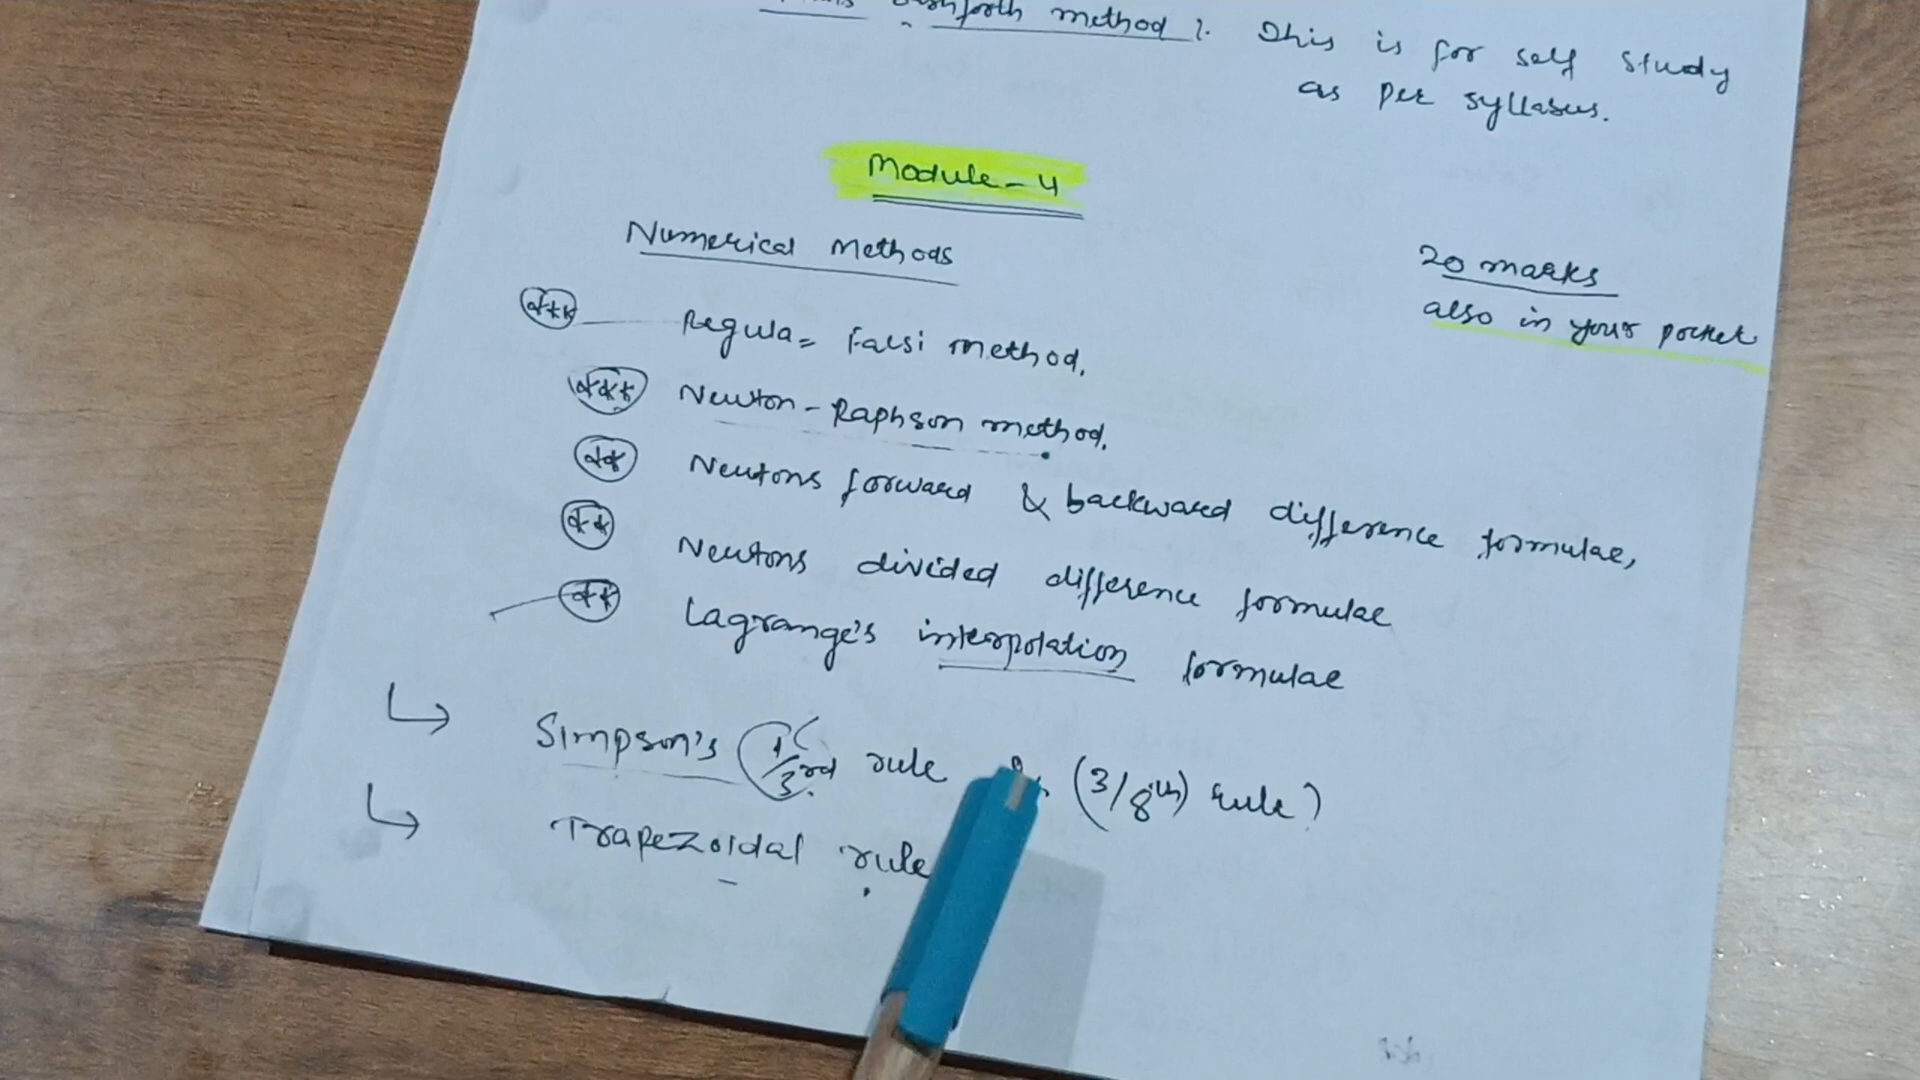 method ?. This is for self study
as per syllabus.
Module - 4
Numerical Methods
20 marks
also in your pocket
*** Regula = Falsi method.
*** Newton - Raphson method.
** Newtons forward & backward difference formulae,
** Newtons divided difference formulae
** Lagrange's interpolation formulae
↳ Simpson's (1/3rd rule (3/8th) rule?
↳ Trapezoidal rule